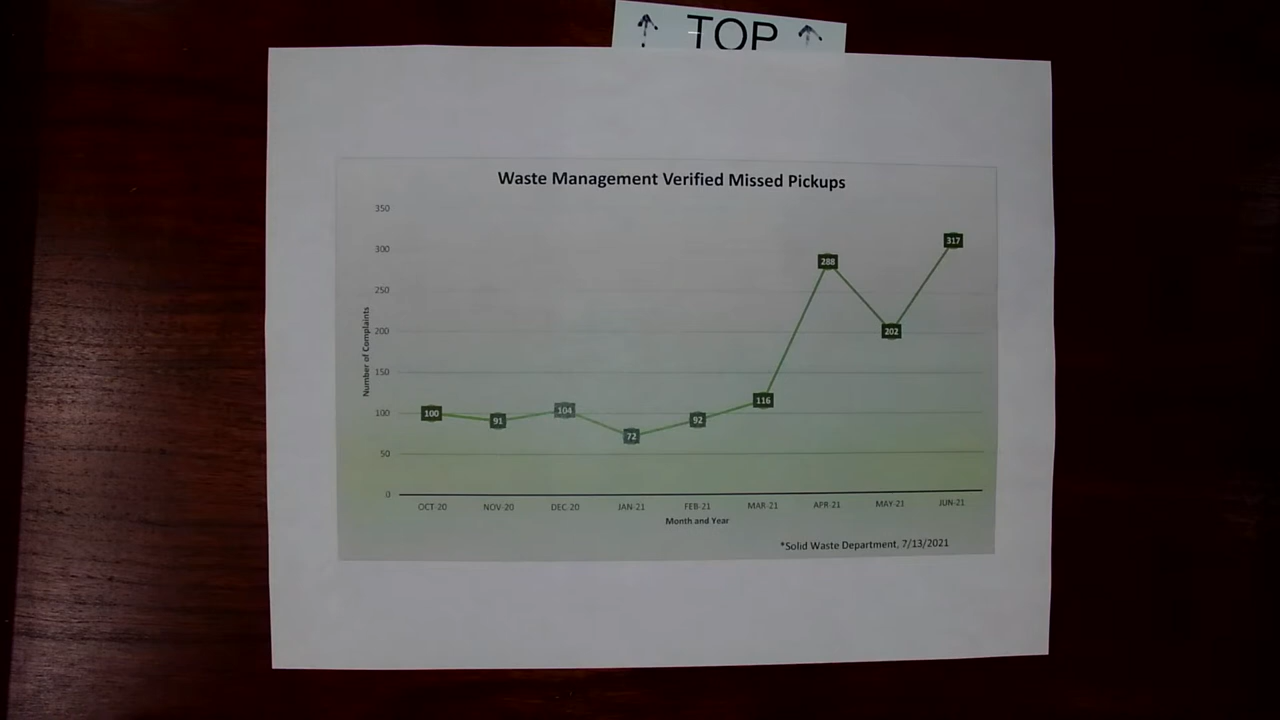 ↑ TOP ↑
Waste Management Verified Missed Pickups
350
300
250
200
150
100
50
0
Number of Complaints
100
91
104
72
92
116
288
202
317
OCT-20 NOV-20 DEC-20 JAN-21 FEB-21 MAR-21 APR-21 MAY-21 JUN-21
Month and Year
*Solid Waste Department, 7/13/2021